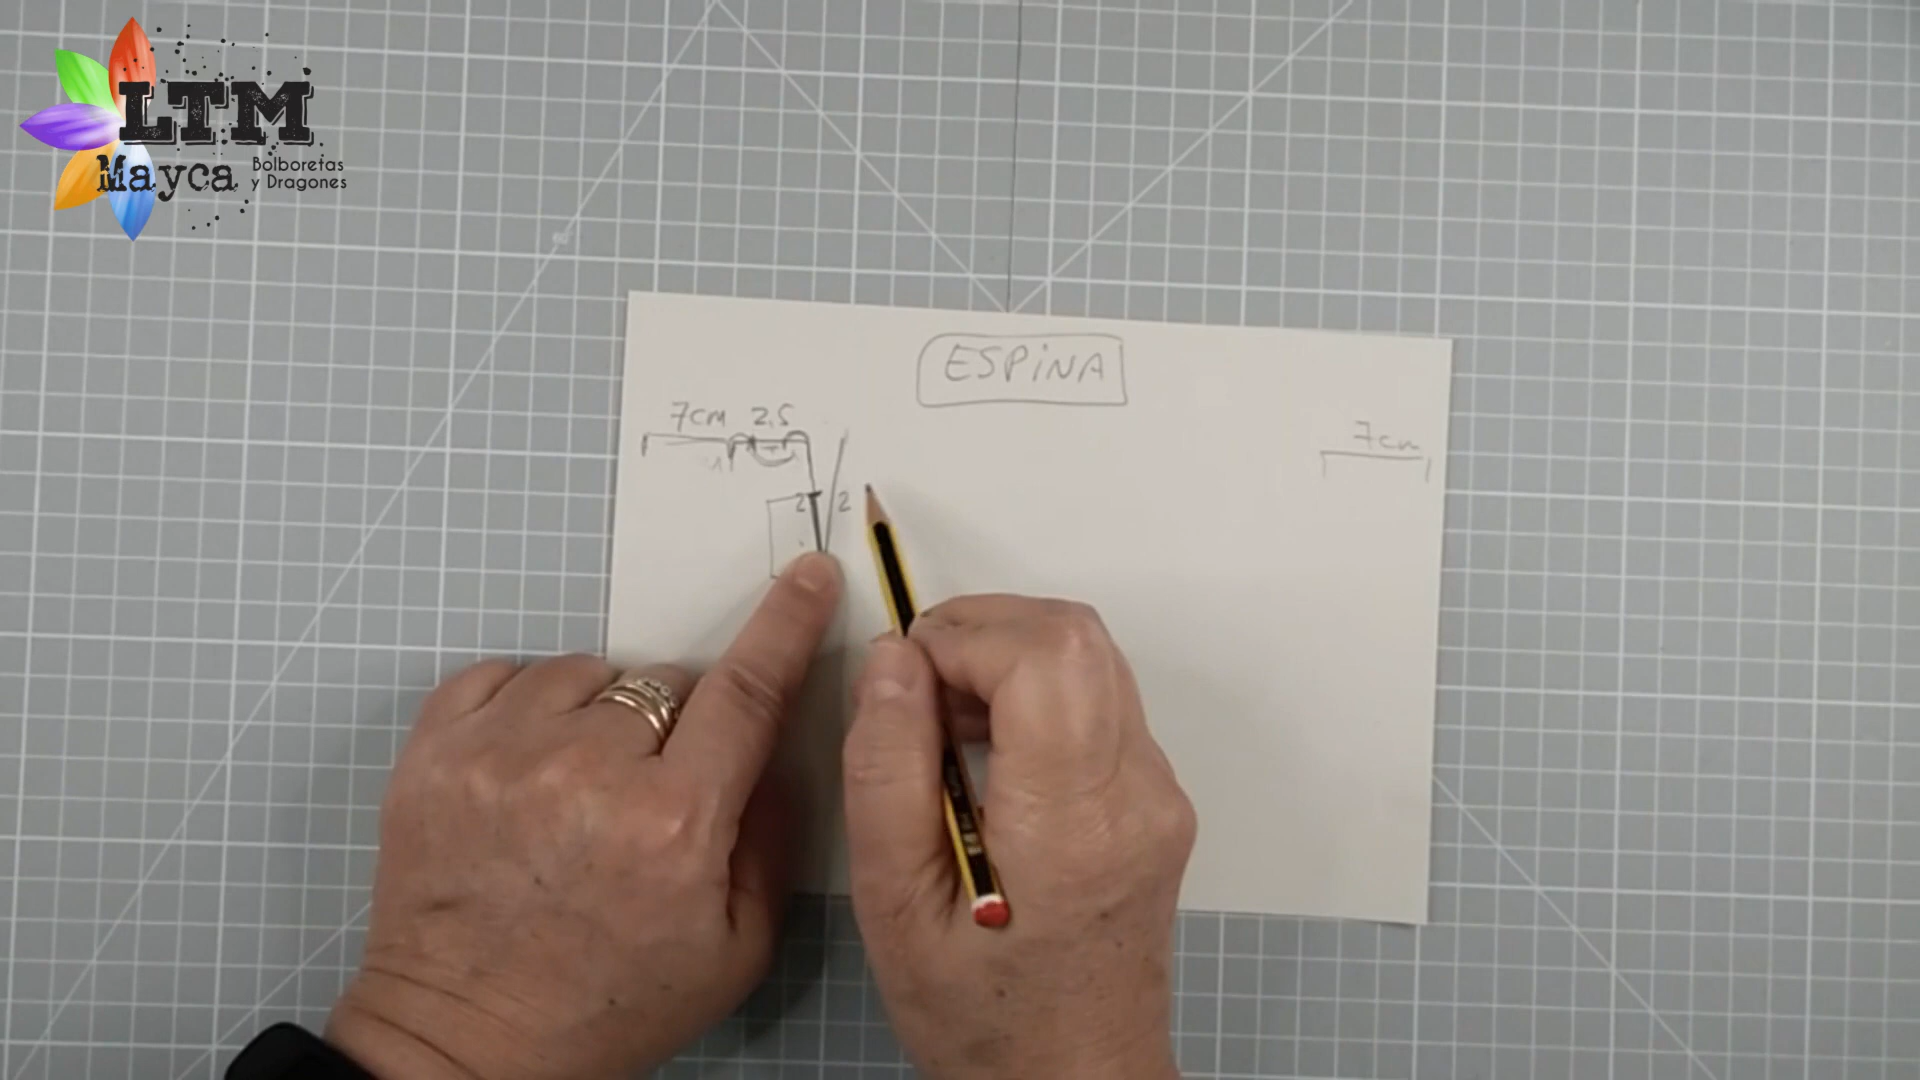 LTM
Mayca
Bolboretas
y Dragones
ESPINA
7cm 2,5
7cm
2 2